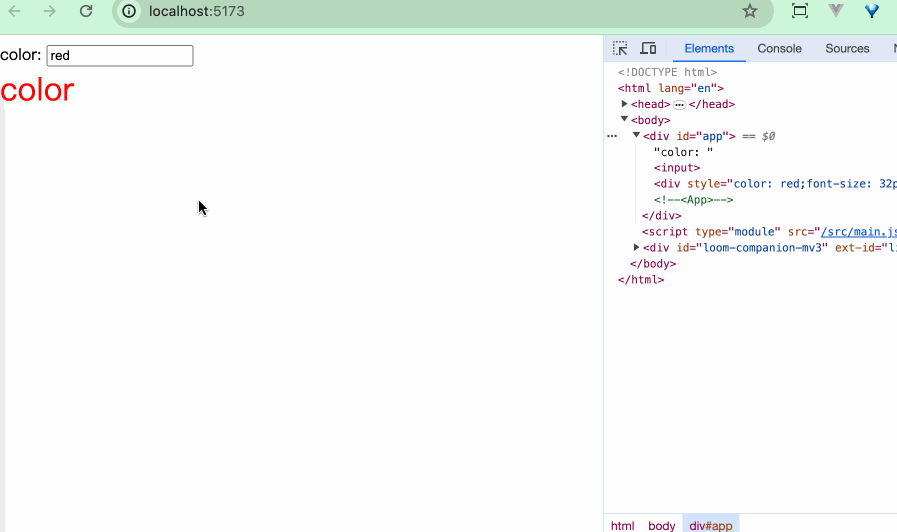 localhost:5173
color: red
color
Elements Console Sources N
<!DOCTYPE html>
<html lang="en">
<head> … </head>
<body>
… <div id="app"> == $0
"color: "
<input>
<div style="color: red;font-size: 32p
<!--<App>-->
</div>
<script type="module" src="/src/main.js
<div id="loom-companion-mv3" ext-id="li
</body>
</html>
html body div#app